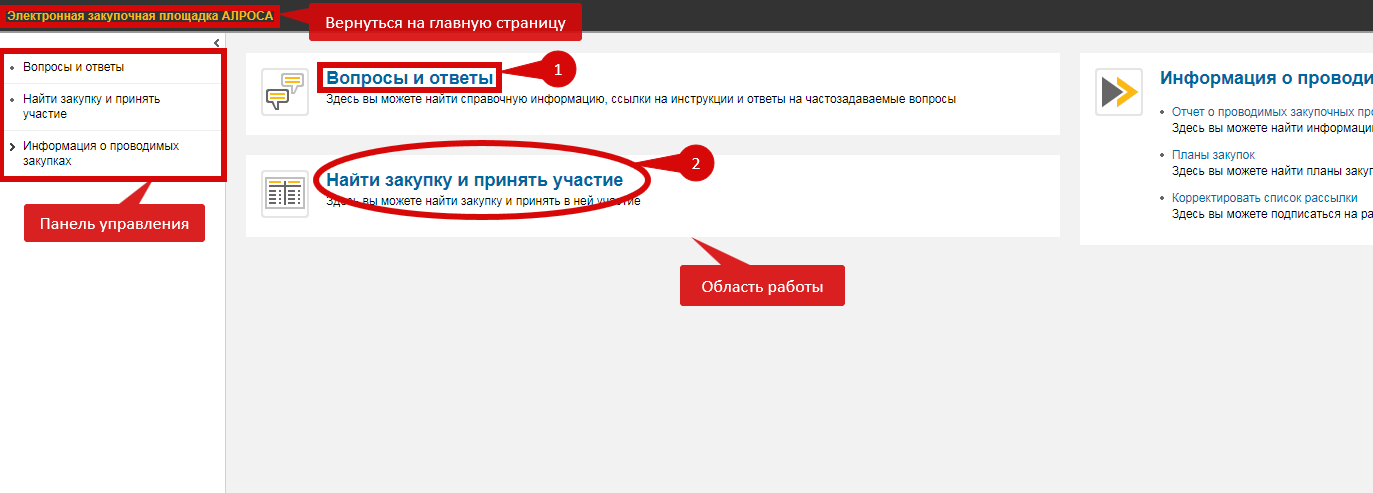 Электронная закупочная площадка АЛРОСА
Вернуться на главную страницу
Вопросы и ответы
Найти закупку и принять
участие
Информация о проводимых
закупках
Панель управления
Вопросы и ответы
1
Здесь вы можете найти справочную информацию, ссылки на инструкции и ответы на частозадаваемые вопросы
2
Найти закупку и принять участие
Здесь вы можете найти закупку и принять в ней участие
Область работы
Информация о проводи
Отчет о проводимых закупочных про
Здесь вы можете найти информаци
Планы закупок
Здесь вы можете найти планы закуп
Корректировать список рассылки
Здесь вы можете подписаться на ра